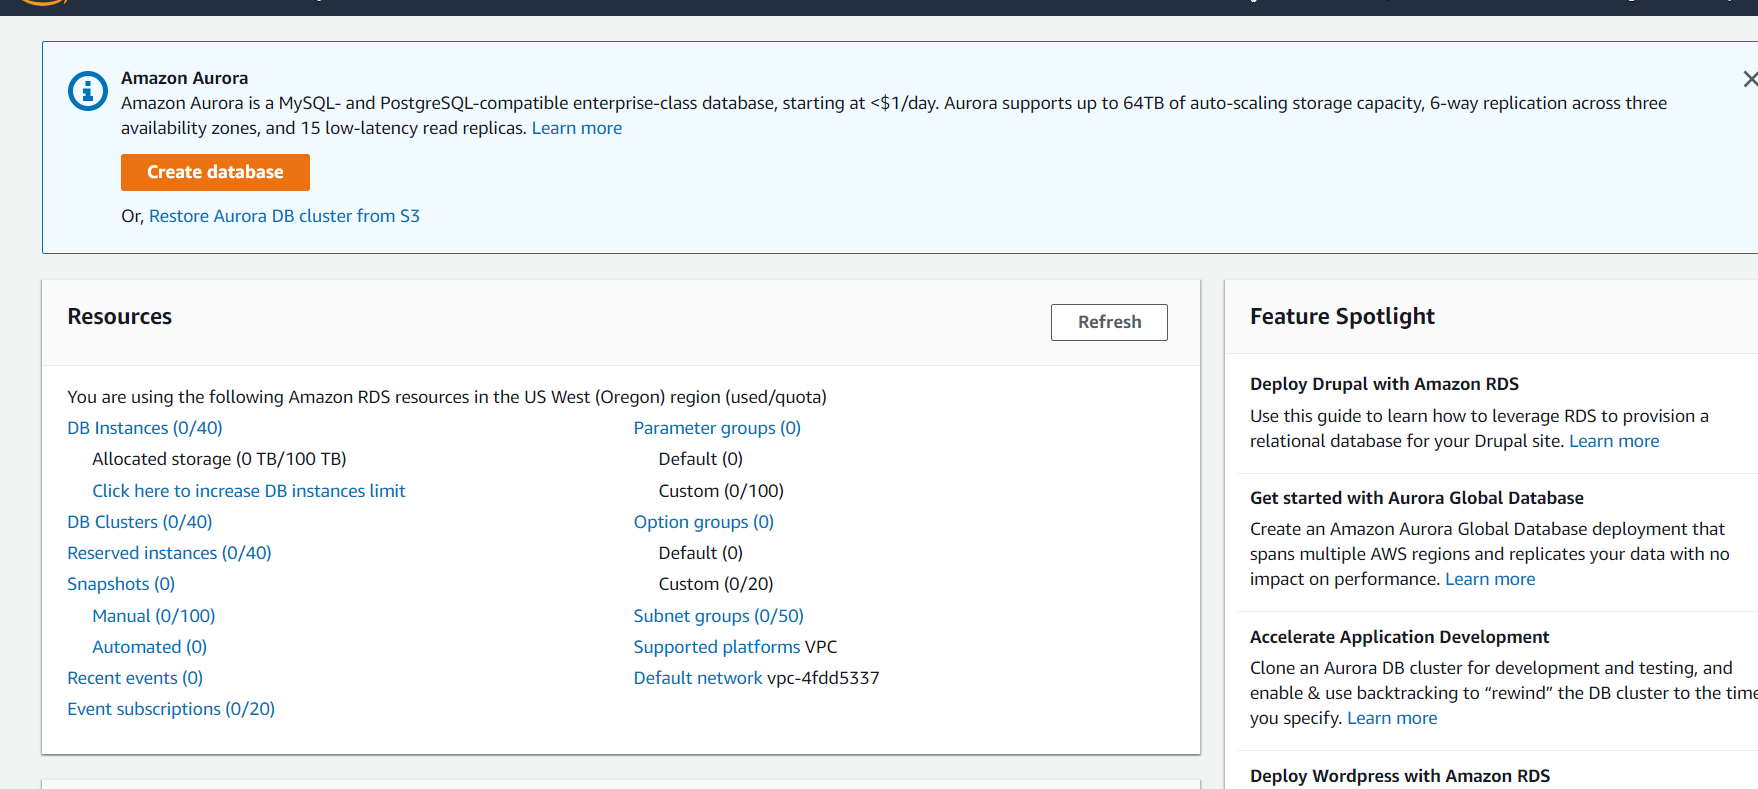 Amazon Aurora
Amazon Aurora is a MySQL- and PostgreSQL-compatible enterprise-class database, starting at <$1/day. Aurora supports up to 64TB of auto-scaling storage capacity, 6-way replication across three
availability zones, and 15 low-latency read replicas. Learn more
Create database
Or, Restore Aurora DB cluster from S3
Resources
Refresh
You are using the following Amazon RDS resources in the US West (Oregon) region (used/quota)
DB Instances (0/40)
Allocated storage (0 TB/100 TB)
Click here to increase DB instances limit
DB Clusters (0/40)
Reserved instances (0/40)
Snapshots (0)
Manual (0/100)
Automated (0)
Recent events (0)
Event subscriptions (0/20)
Parameter groups (0)
Default (0)
Custom (0/100)
Option groups (0)
Default (0)
Custom (0/20)
Subnet groups (0/50)
Supported platforms VPC
Default network vpc-4fdd5337
Feature Spotlight
Deploy Drupal with Amazon RDS
Use this guide to learn how to leverage RDS to provision a
relational database for your Drupal site. Learn more
Get started with Aurora Global Database
Create an Amazon Aurora Global Database deployment that
spans multiple AWS regions and replicates your data with no
impact on performance. Learn more
Accelerate Application Development
Clone an Aurora DB cluster for development and testing, and
enable & use backtracking to “rewind” the DB cluster to the time
you specify. Learn more
Deploy Wordpress with Amazon RDS